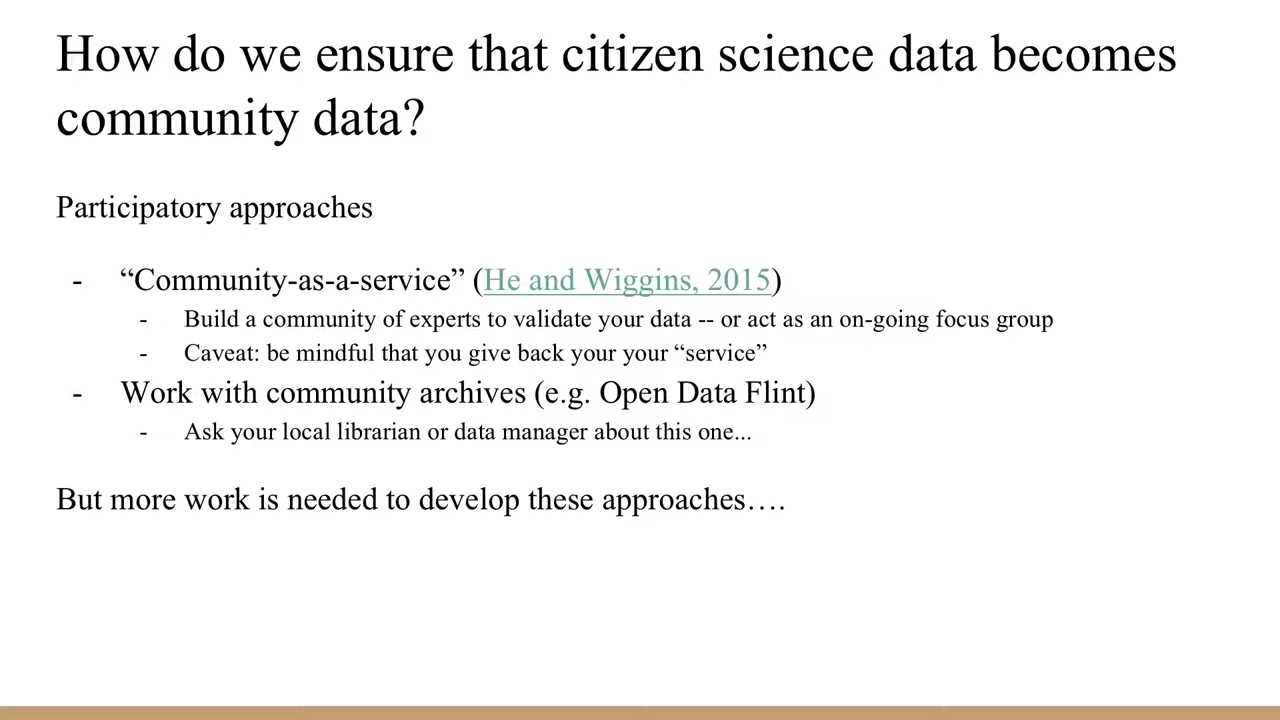 How do we ensure that citizen science data becomes
community data?
Participatory approaches
- “Community-as-a-service” (He and Wiggins, 2015)
- Build a community of experts to validate your data -- or act as an on-going focus group
- Caveat: be mindful that you give back your your “service”
- Work with community archives (e.g. Open Data Flint)
- Ask your local librarian or data manager about this one...
But more work is needed to develop these approaches….